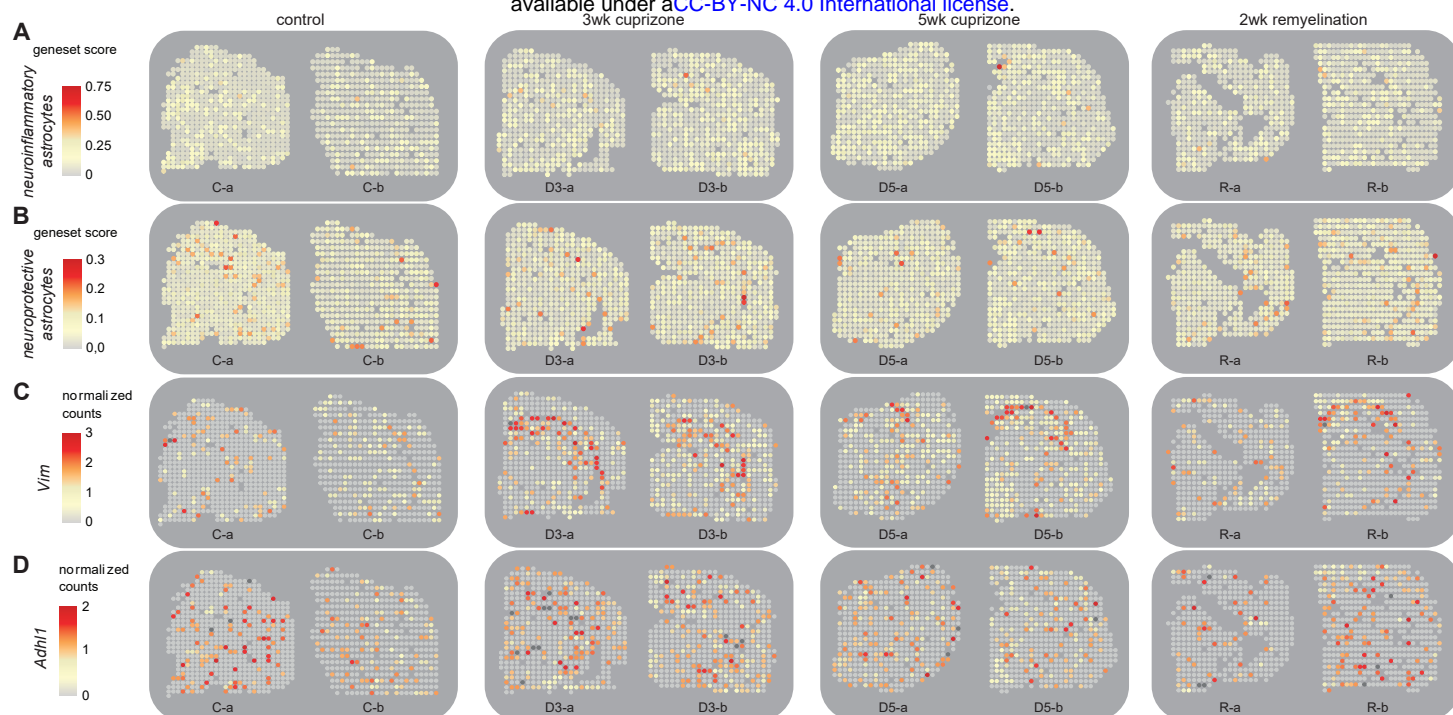 available under aCC-BY-NC 4.0 International license.
control
3wk cuprizone
5wk cuprizone
2wk remyelination
A
geneset score
0.75
0.50
0.25
0
neuroinflammatory
astrocytes
C-a
C-b
D3-a
D3-b
D5-a
D5-b
R-a
R-b
B
geneset score
0.3
0.2
0.1
0,0
neuroprotective
astrocytes
C-a
C-b
D3-a
D3-b
D5-a
D5-b
R-a
R-b
C
normalized
counts
3
2
1
0
Vim
C-a
C-b
D3-a
D3-b
D5-a
D5-b
R-a
R-b
D
normalized
counts
2
1
0
Adhl1
C-a
C-b
D3-a
D3-b
D5-a
D5-b
R-a
R-b